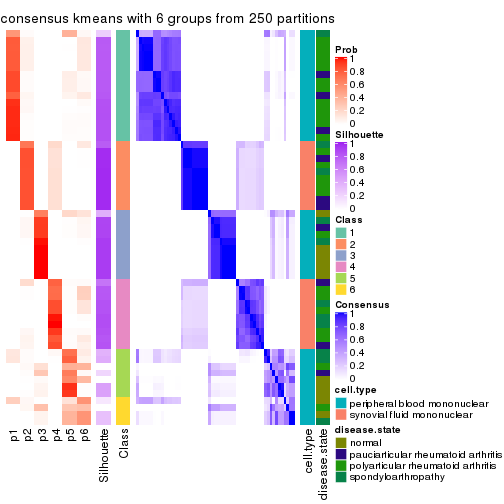 consensus kmeans with 6 groups from 250 partitions
Prob
1
0.8
0.6
0.4
0.2
0
Silhouette
1
0.8
0.6
0.4
0.2
0
Class
1
2
3
4
5
6
Consensus
1
0.8
0.6
0.4
0.2
0
cell.type
peripheral blood mononuclear
synovial fluid mononuclear
disease.state
normal
pauciarticular rheumatoid arthritis
polyarticular rheumatoid arthritis
spondyloarthropathy
p1
p2
p3
p4
p5
p6
Silhouette
Class
cell.type
disease.state